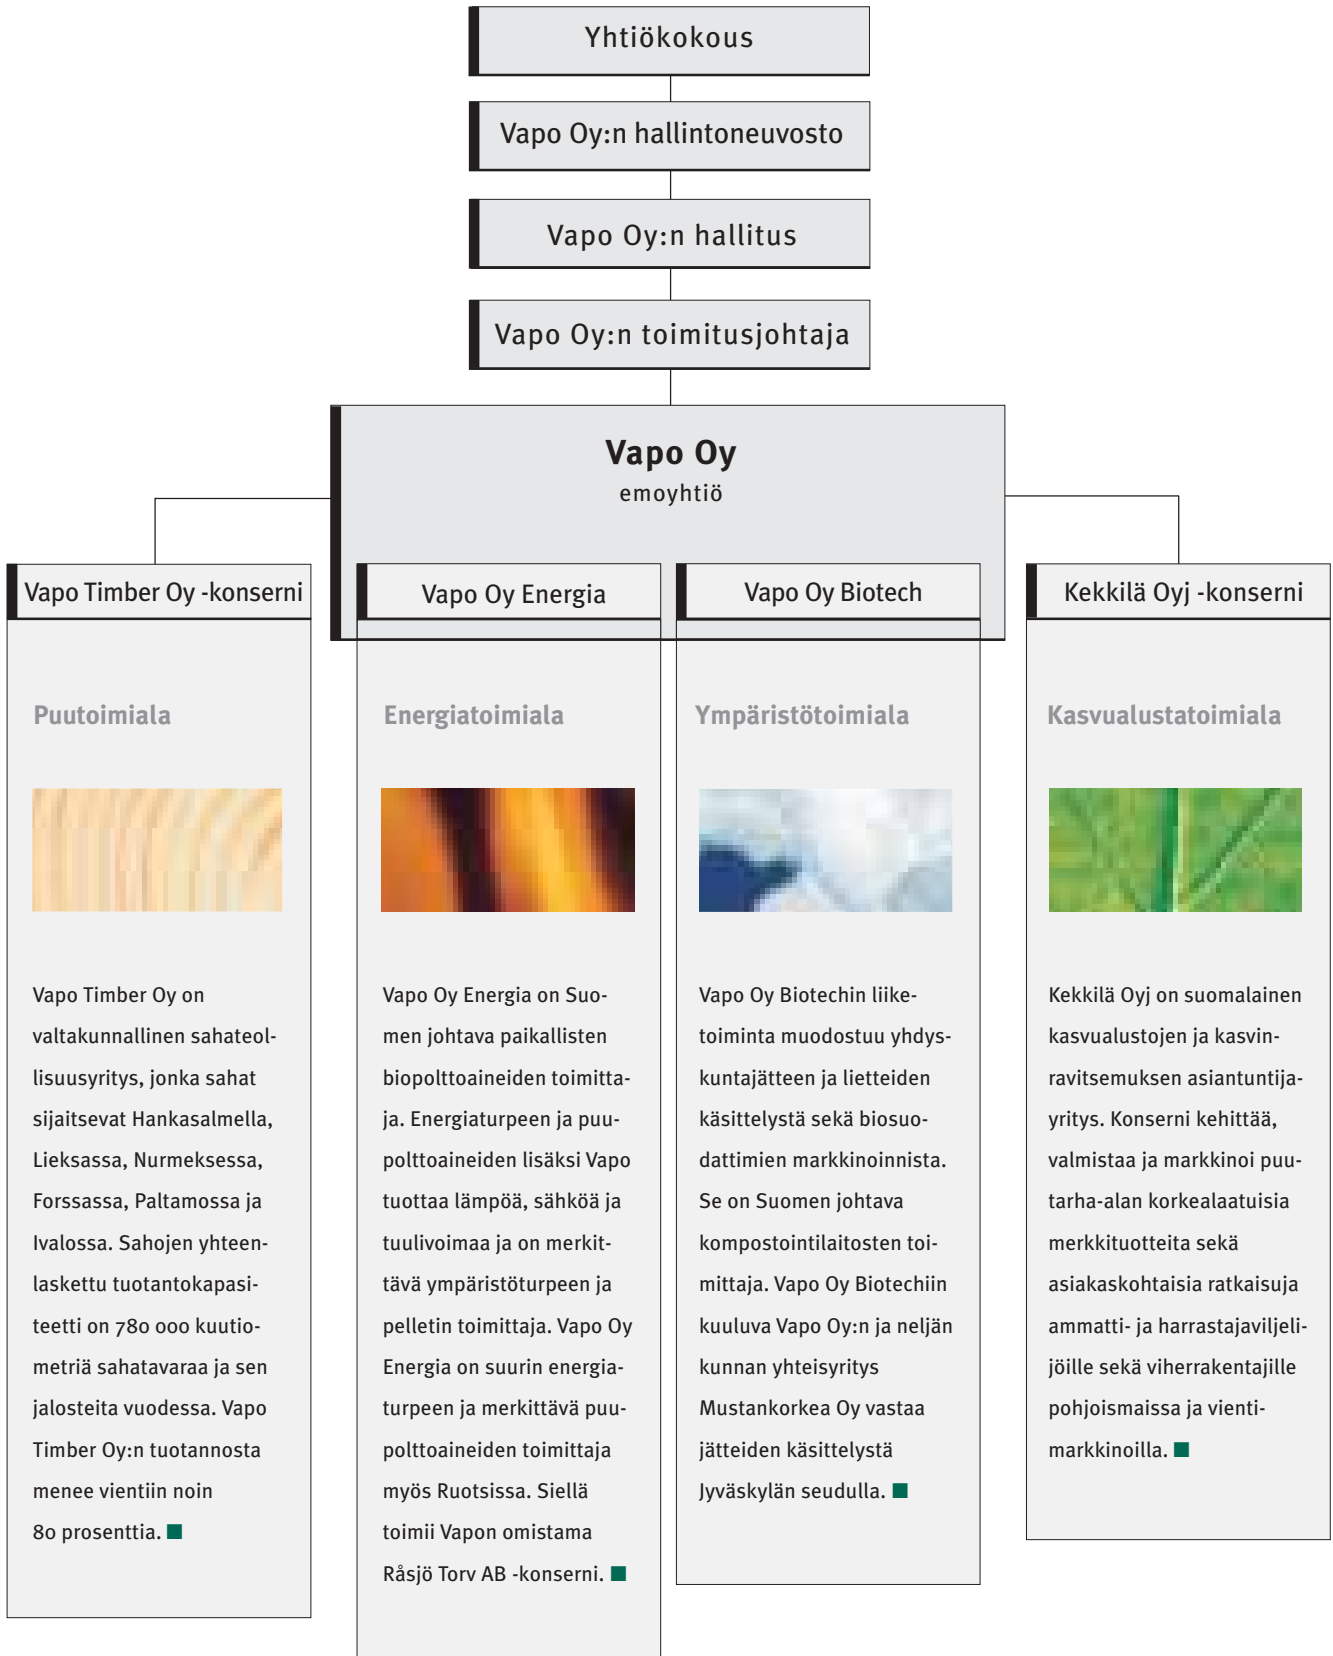 Yhtiökokous
Vapo Oy:n hallintoneuvosto
Vapo Oy:n hallitus
Vapo Oy:n toimitusjohtaja
Vapo Oy
emoyhtiö
Vapo Timber Oy -konserni
Puutoimiala
Vapo Timber Oy on
valtakunnallinen sahateol-
lisuusyritys, jonka sahat
sijaitsevat Hankasalmella,
Lieksassa, Nurmeksessa,
Forssassa, Paltamossa ja
Ivalossa. Sahojen yhteen-
laskettu tuotantokapasi-
teetti on 780 000 kuutio-
metriä sahatavaraa ja sen
jalosteita vuodessa. Vapo
Timber Oy:n tuotannosta
menee vientiin noin
80 prosenttia. ■
Vapo Oy Energia
Energiatoimiala
Vapo Oy Energia on Suo-
men johtava paikallisten
biopolttoaineiden toimitta-
ja. Energiaturpeen ja puu-
polttoaineiden lisäksi Vapo
tuottaa lämpöä, sähköä ja
tuulivoimaa ja on merkit-
tävä ympäristöturpeen ja
pelletin toimittaja. Vapo Oy
Energia on suurin energia-
turpeen ja merkittävä puu-
polttoaineiden toimittaja
myös Ruotsissa. Siellä
toimii Vapon omistama
Råsjö Torv AB -konserni. ■
Vapo Oy Biotech
Ympäristötoimiala
Vapo Oy Biotechin liike-
toiminta muodostuu yhdys-
kuntajätteen ja lietteiden
käsittelystä sekä biosuo-
dattimien markkinoinnista.
Se on Suomen johtava
kompostointilaitosten toi-
mittaja. Vapo Oy Biotechiin
kuuluva Vapo Oy:n ja neljän
kunnan yhteisyritys
Mustankorkea Oy vastaa
jätteiden käsittelystä
Jyväskylän seudulla. ■
Kekkilä Oyj -konserni
Kasvualustatoimiala
Kekkilä Oyj on suomalainen
kasvualustojen ja kasvin-
ravitsemuksen asiantuntija-
yritys. Konserni kehittää,
valmistaa ja markkinoi puu-
tarha-alan korkealaatuisia
merkkituotteita sekä
asiakaskohtaisia ratkaisuja
ammatti- ja harrastajaviljeli-
jöille sekä viherrakentajille
pohjoismaissa ja vienti-
markkinoilla. ■